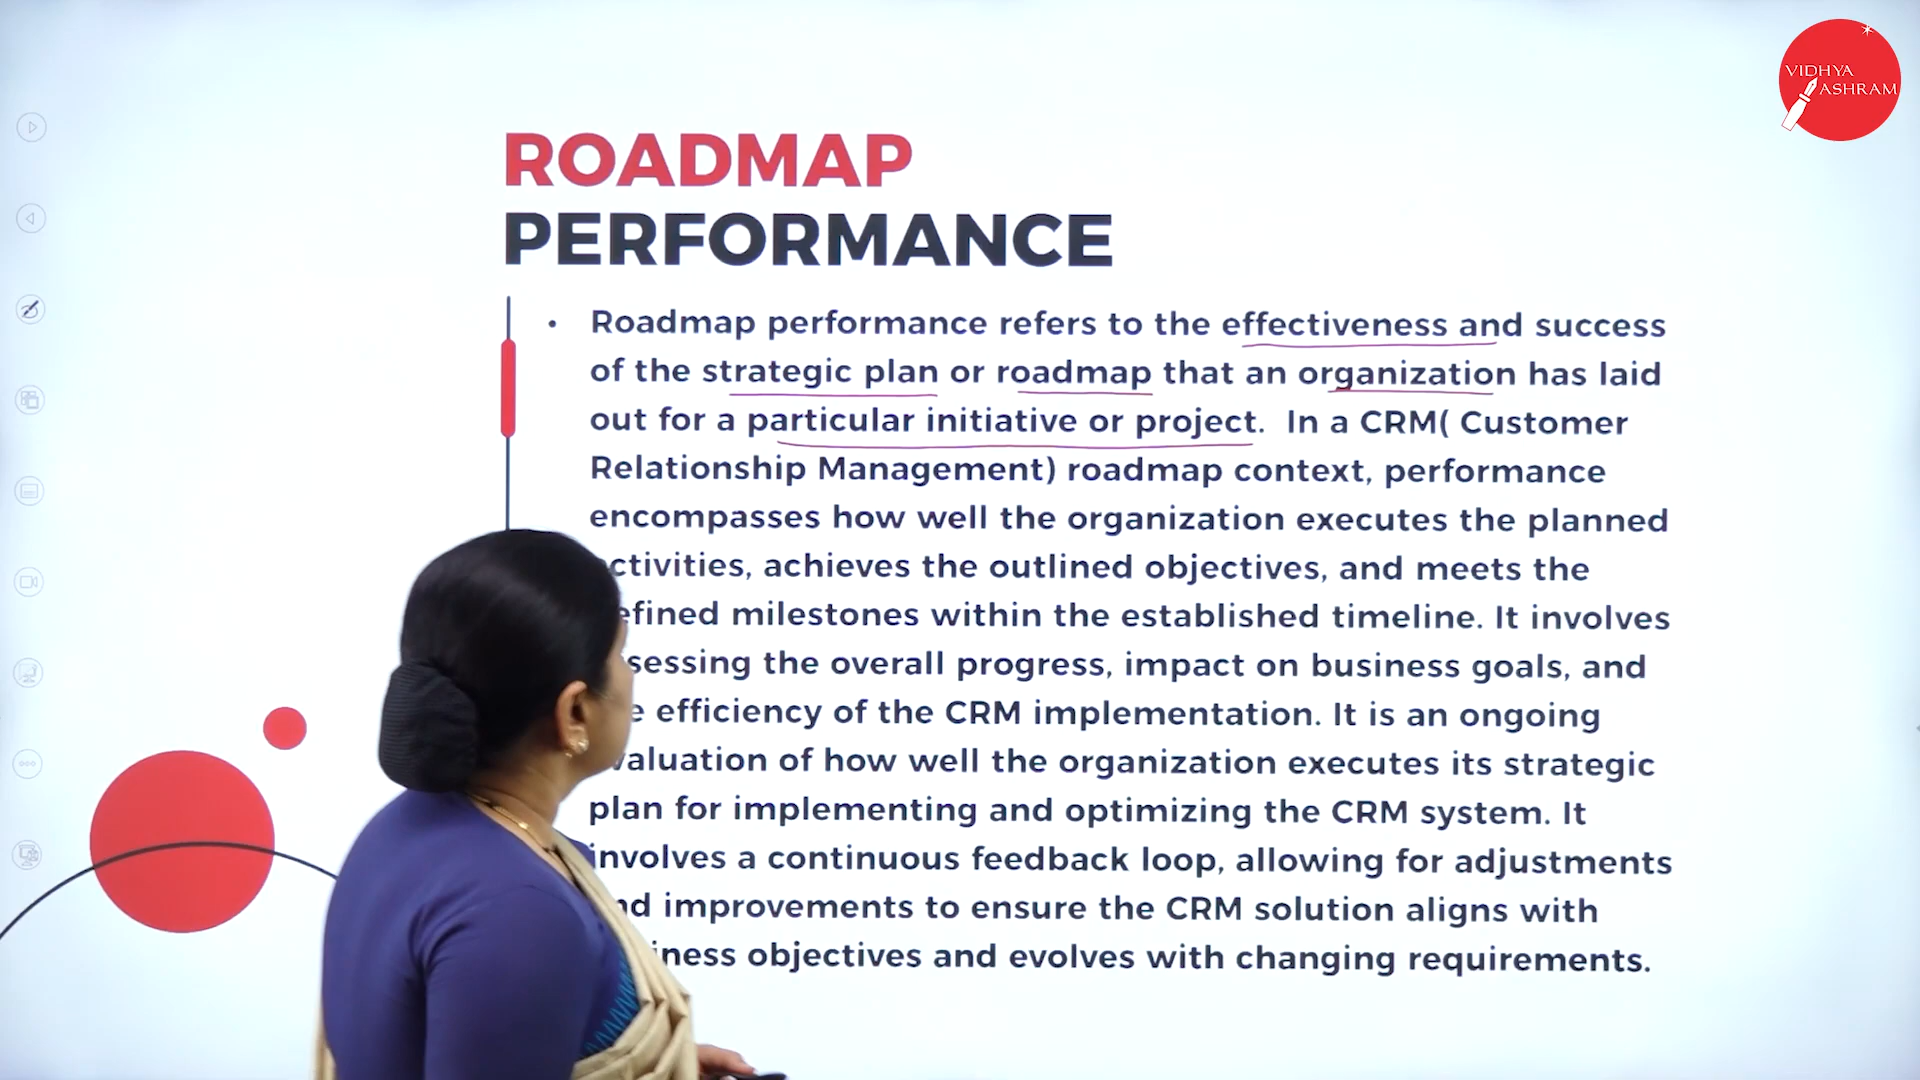 VIDHYA
ASHRAM
ROADMAP
PERFORMANCE
• Roadmap performance refers to the effectiveness and success
of the strategic plan or roadmap that an organization has laid
out for a particular initiative or project. In a CRM( Customer
Relationship Management) roadmap context, performance
encompasses how well the organization executes the planned
ctivities, achieves the outlined objectives, and meets the
efined milestones within the established timeline. It involves
sessing the overall progress, impact on business goals, and
e efficiency of the CRM implementation. It is an ongoing
valuation of how well the organization executes its strategic
plan for implementing and optimizing the CRM system. It
involves a continuous feedback loop, allowing for adjustments
nd improvements to ensure the CRM solution aligns with
iness objectives and evolves with changing requirements.